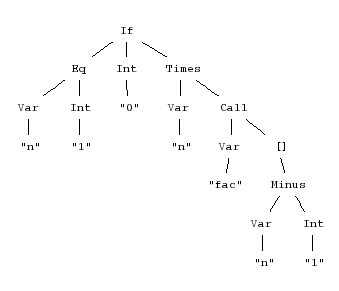 If
Eq Int Times
Var Int "0" Var Call
"n" "1" "n" Var []
"fac" Minus
Var Int
"n" "1"